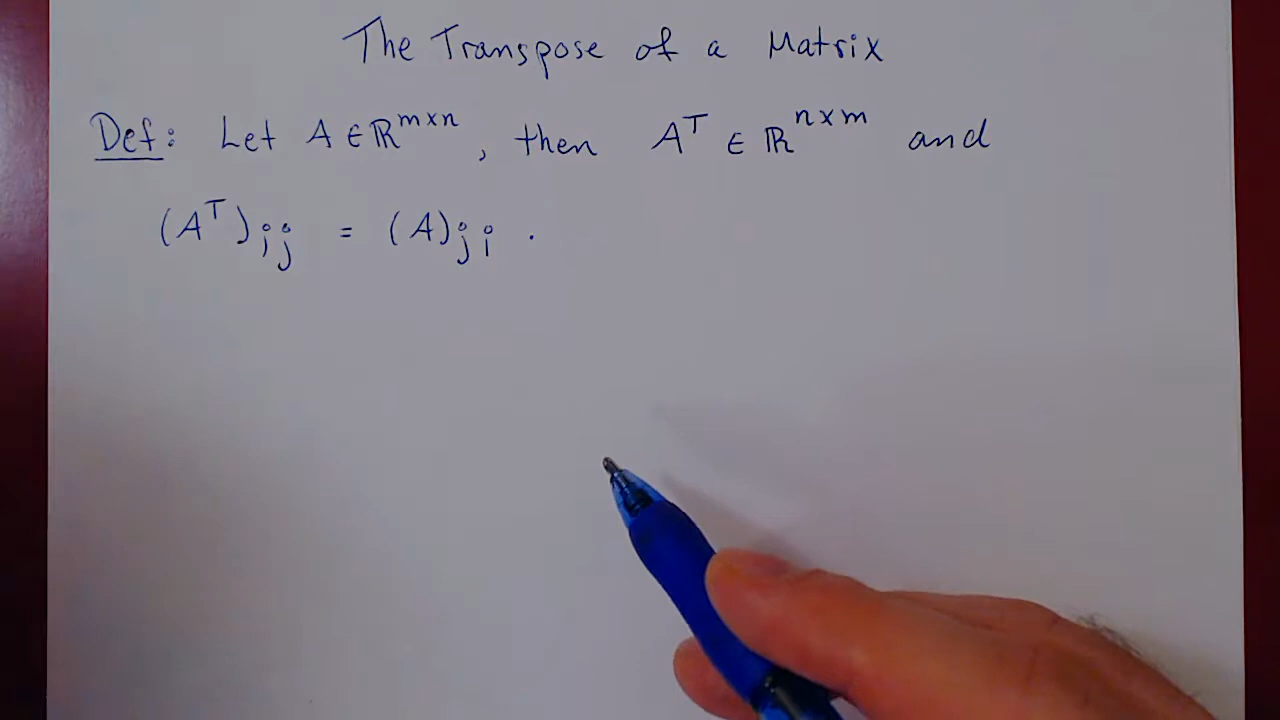 The Transpose of a Matrix
Def: Let A ∈ ℝ^{m×n}, then A^T ∈ ℝ^{n×m} and
(A^T)_{ij} = (A)_{ji} .